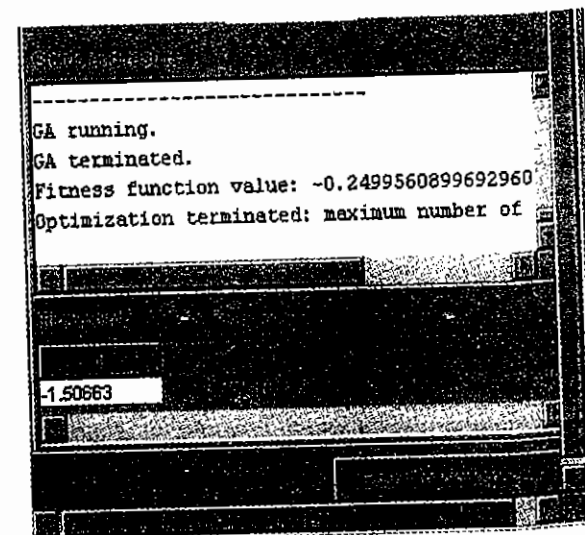 ------------------------------
GA running.
GA terminated.
Fitness function value: -0.2499560899692960
Optimization terminated: maximum number of
-1.50663